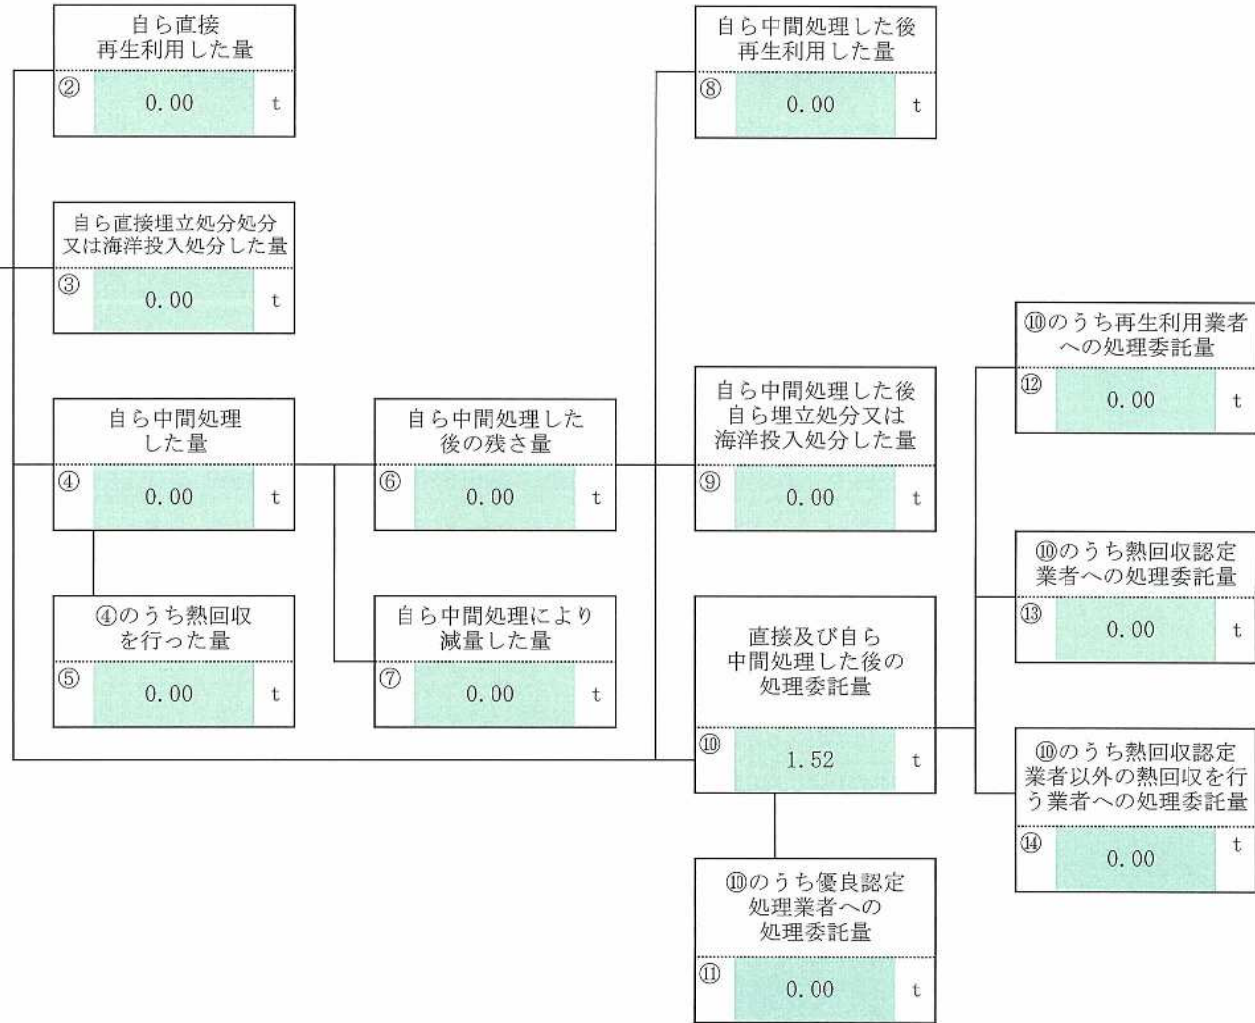 自ら直接
再生利用した量
② 0.00 t
自ら中間処理した後
再生利用した量
⑧ 0.00 t
自ら直接埋立処分処分
又は海洋投入処分した量
③ 0.00 t
⑩のうち再生利用業者
への処理委託量
⑫ 0.00 t
自ら中間処理
した量
④ 0.00 t
自ら中間処理した
後の残さ量
⑥ 0.00 t
自ら中間処理した後
自ら埋立処分又は
海洋投入処分した量
⑨ 0.00 t
⑩のうち熱回収認定
業者への処理委託量
⑬ 0.00 t
④のうち熱回収
を行った量
⑤ 0.00 t
自ら中間処理により
減量した量
⑦ 0.00 t
直接及び自ら
中間処理した後の
処理委託量
⑩ 1.52 t
⑩のうち熱回収認定
業者以外の熱回収を行
う業者への処理委託量
⑭ 0.00 t
⑩のうち優良認定
処理業者への
処理委託量
⑪ 0.00 t